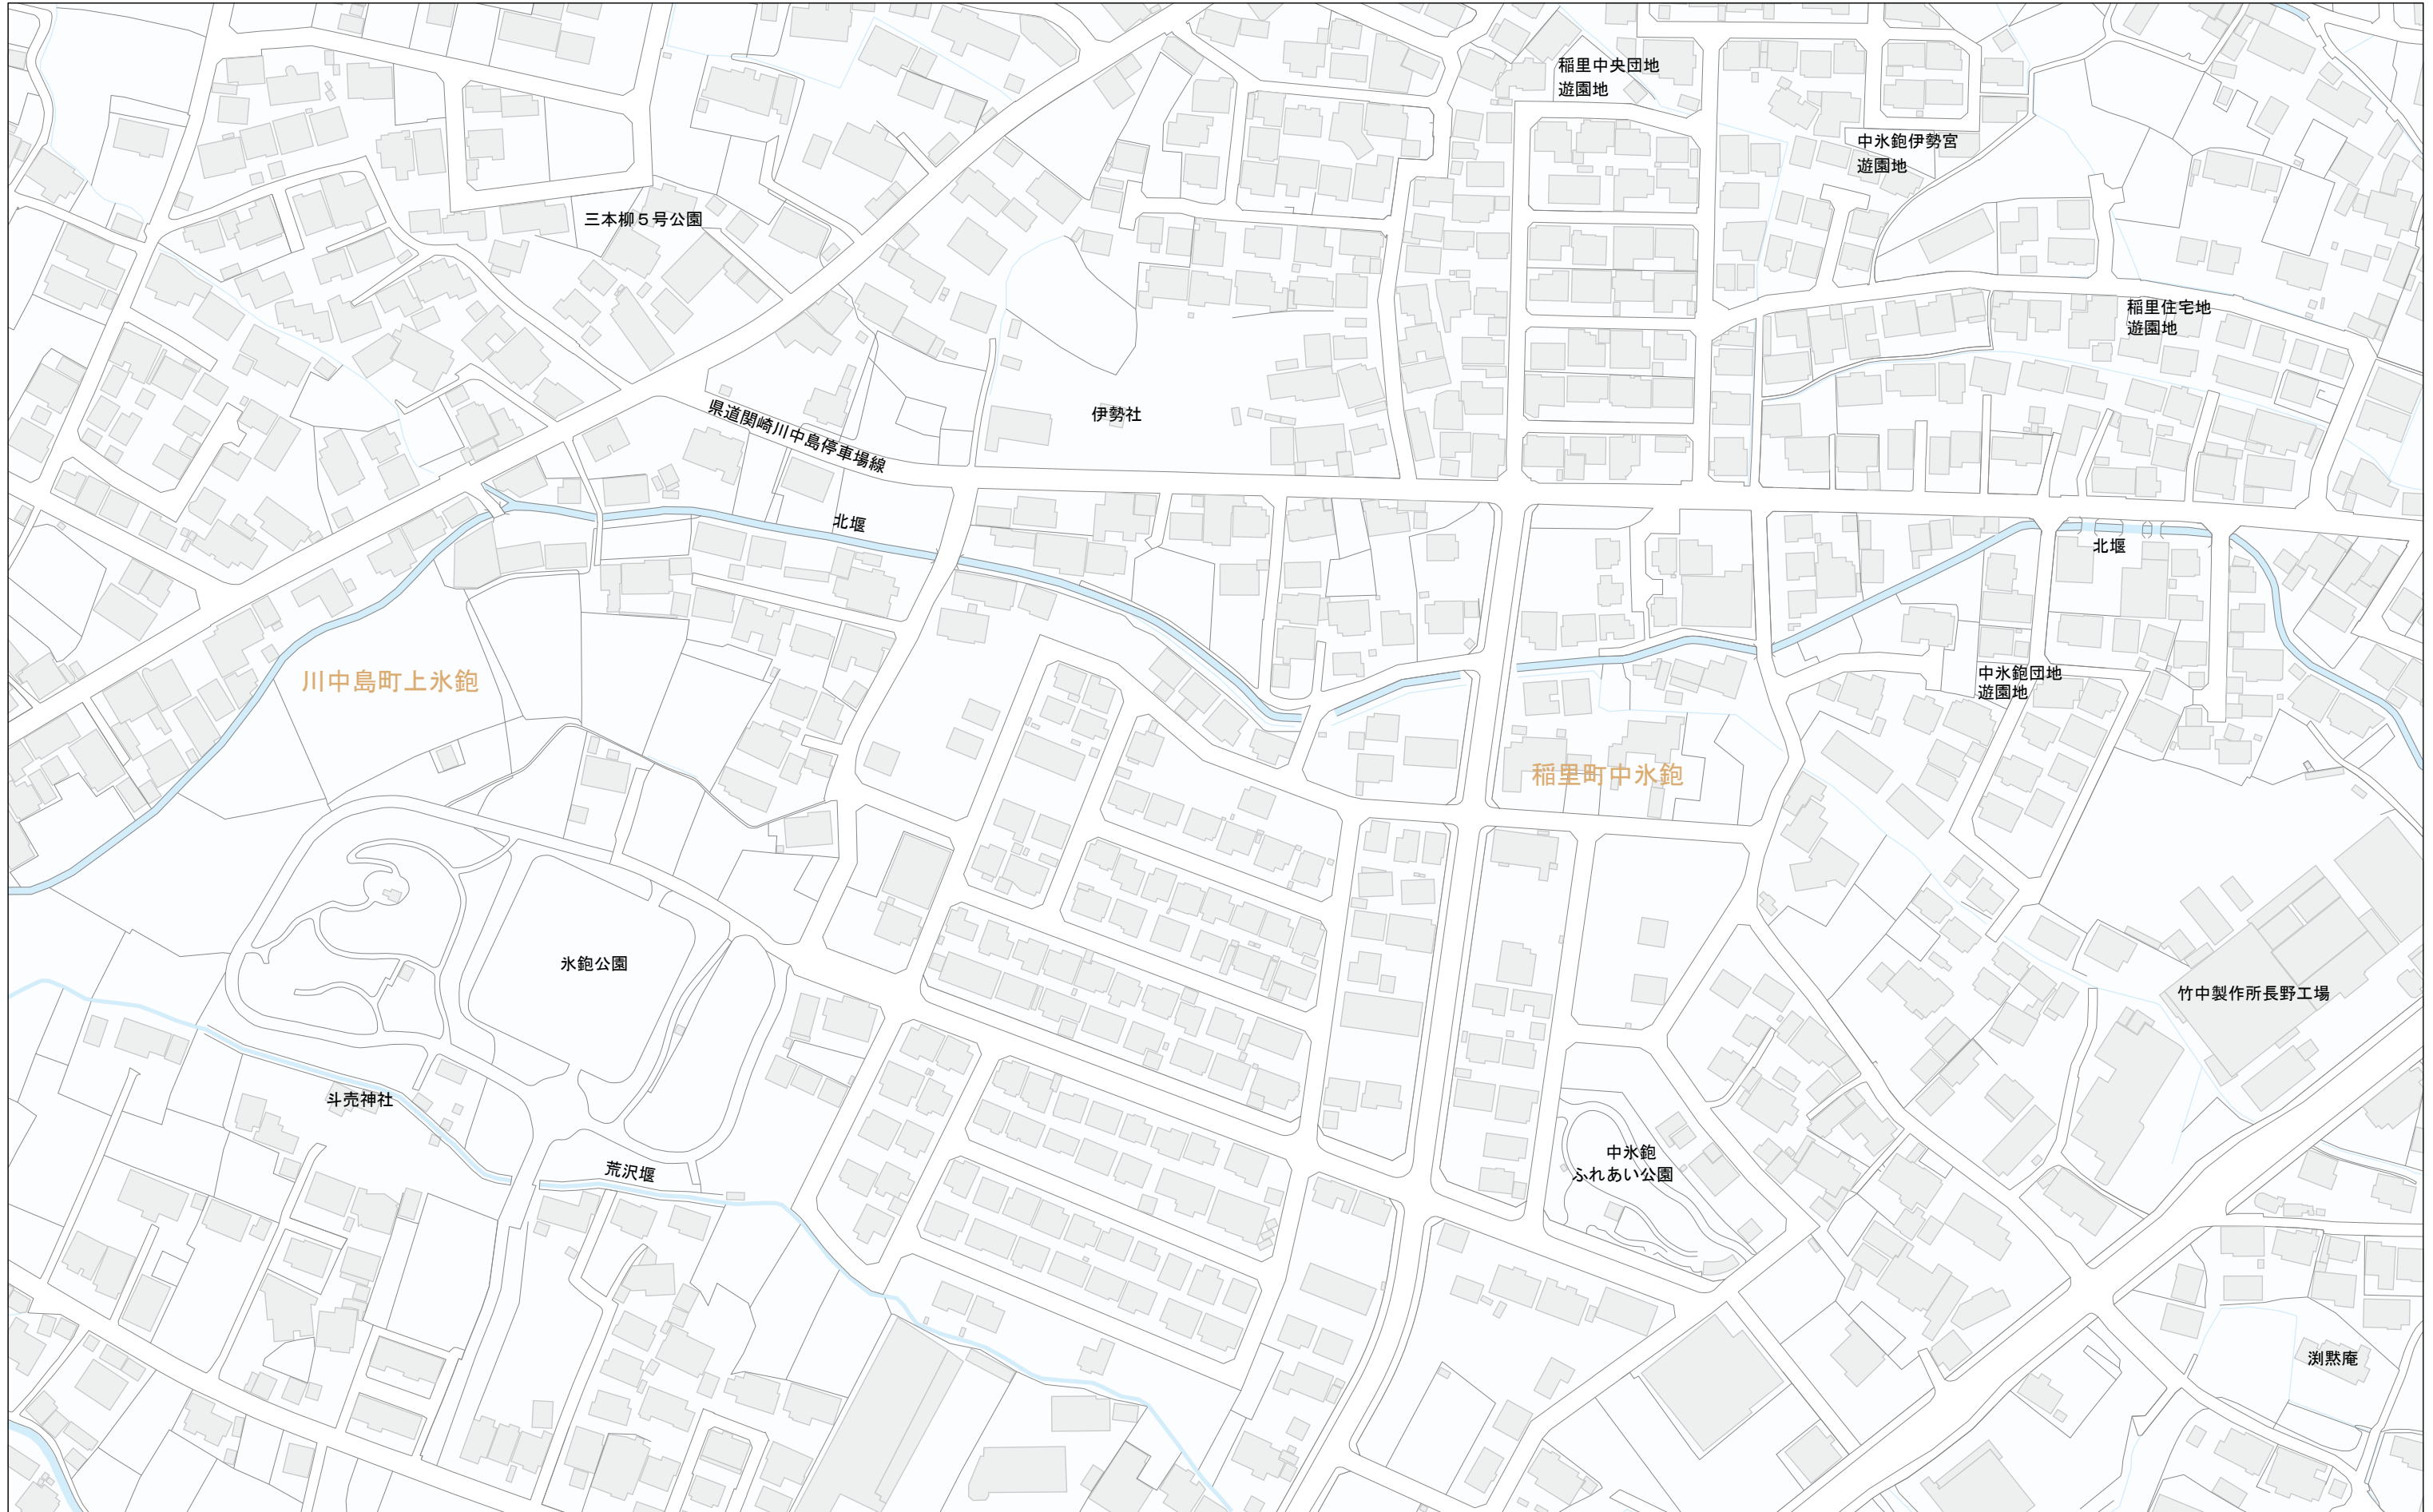 稲里中央団地
遊園地
中氷鉋伊勢宮
遊園地
三本柳５号公園
稲里住宅地
遊園地
県道関崎川中島停車場線
伊勢社
北堰
北堰
川中島町上氷鉋
中氷鉋団地
遊園地
稲里町中氷鉋
氷鉋公園
竹中製作所長野工場
斗売神社
荒沢堰
中氷鉋
ふれあい公園
渕黙庵